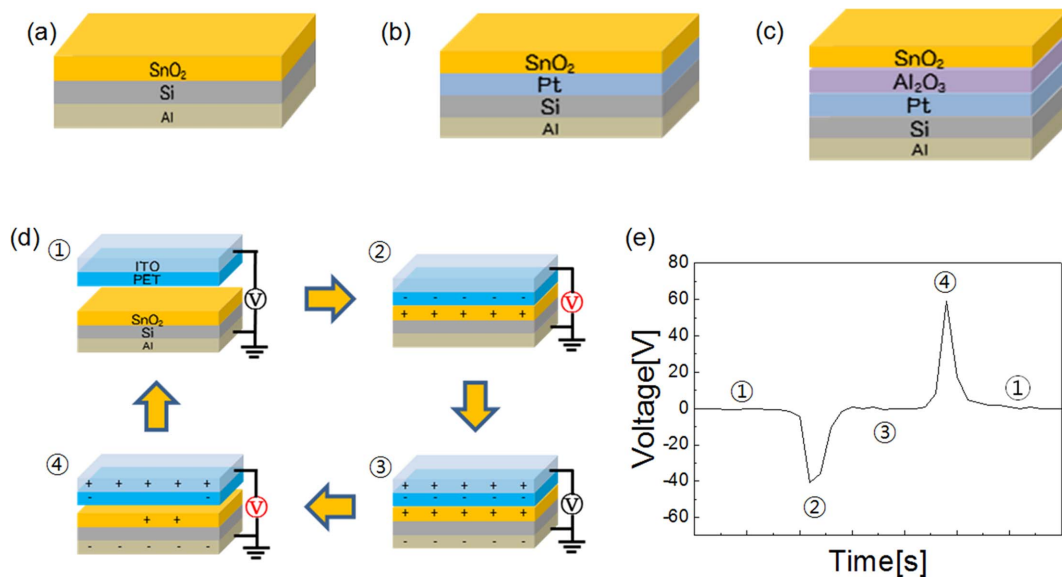 (a)
SnO₂
Si
Al
(b)
SnO₂
Pt
Si
Al
(c)
SnO₂
Al₂O₃
Pt
Si
Al
(d)
①
ITO
PET
SnO₂
Si
Al
V
②
- - - - -
+ + + + +
V
④
+ + + + +
- -
+ +
- - - - -
V
③
+ + + + +
- - - - -
+ + + + +
- - - - -
V
(e)
Voltage[V]
80
60
40
20
0
-20
-40
-60
①
②
③
④
①
Time[s]